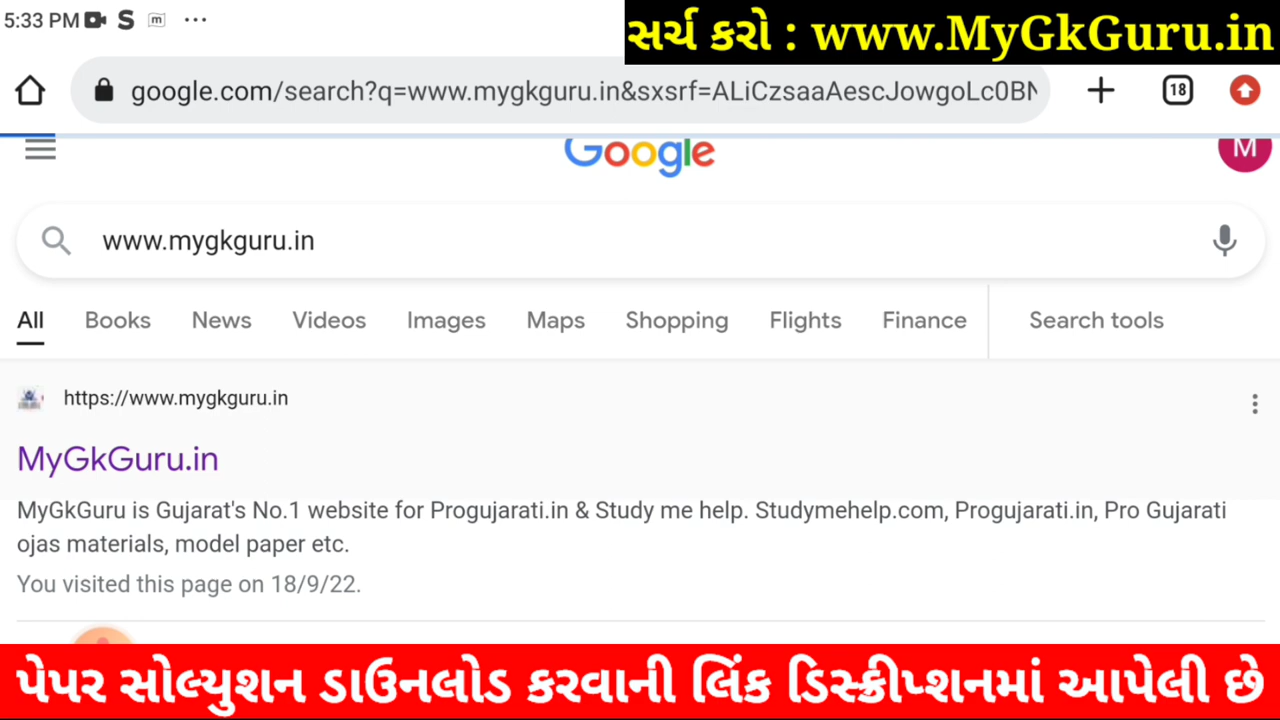 5:33 PM S m ...
સર્ચ કરો : www.MyGkGuru.in
google.com/search?q=www.mygkguru.in&sxsrf=ALiCzsaaAescJowgoLc0BN
18
Google
M
www.mygkguru.in
All Books News Videos Images Maps Shopping Flights Finance Search tools
https://www.mygkguru.in
MyGkGuru.in
MyGkGuru is Gujarat's No.1 website for Progujarati.in & Study me help. Studymehelp.com, Progujarati.in, Pro Gujarati
ojas materials, model paper etc.
You visited this page on 18/9/22.
પેપર સોલ્યુશન ડાઉનલોડ કરવાની લિંક ડિસ્ક્રીપ્શનમાં આપેલી છે